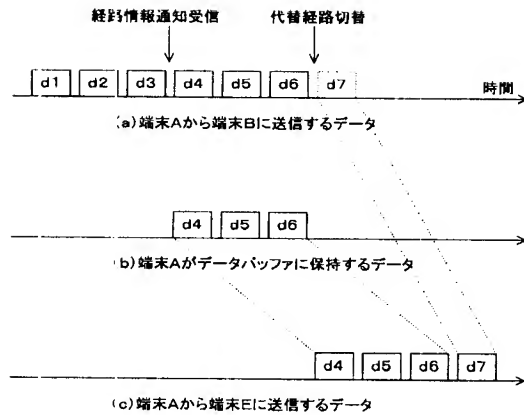 経路情報通知受信 代替経路切替
d1 d2 d3 d4 d5 d6 d7 時間
(a)端末Aから端末Bに送信するデータ
d4 d5 d6
(b)端末Aがデータバッファに保持するデータ
d4 d5 d6 d7
(c)端末Aから端末Eに送信するデータ